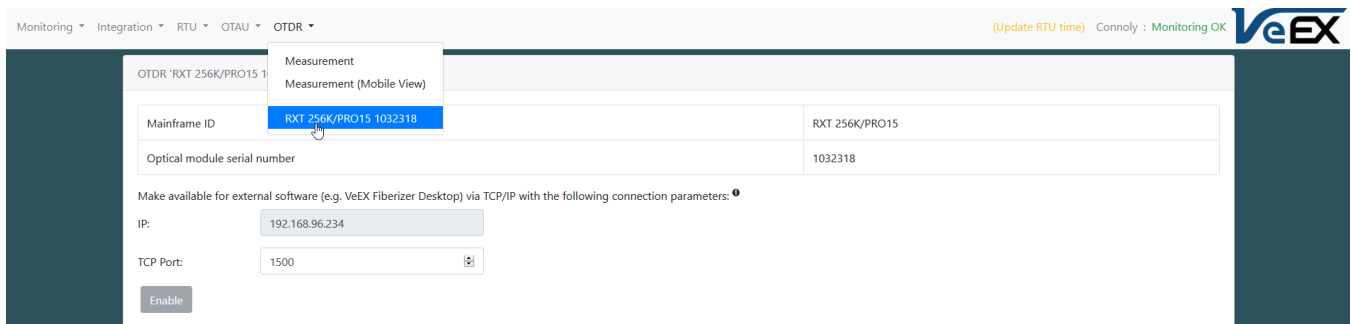 Monitoring Integration RTU OTAU OTDR (Update RTU time) Connoly : Monitoring OK VeEX
Measurement
Measurement (Mobile View)
RXT 256K/PRO15 1032318
OTDR 'RXT 256K/PRO15 1
Mainframe ID RXT 256K/PRO15
Optical module serial number 1032318
Make available for external software (e.g. VeEX Fiberizer Desktop) via TCP/IP with the following connection parameters:
IP: 192.168.96.234
TCP Port: 1500
Enable